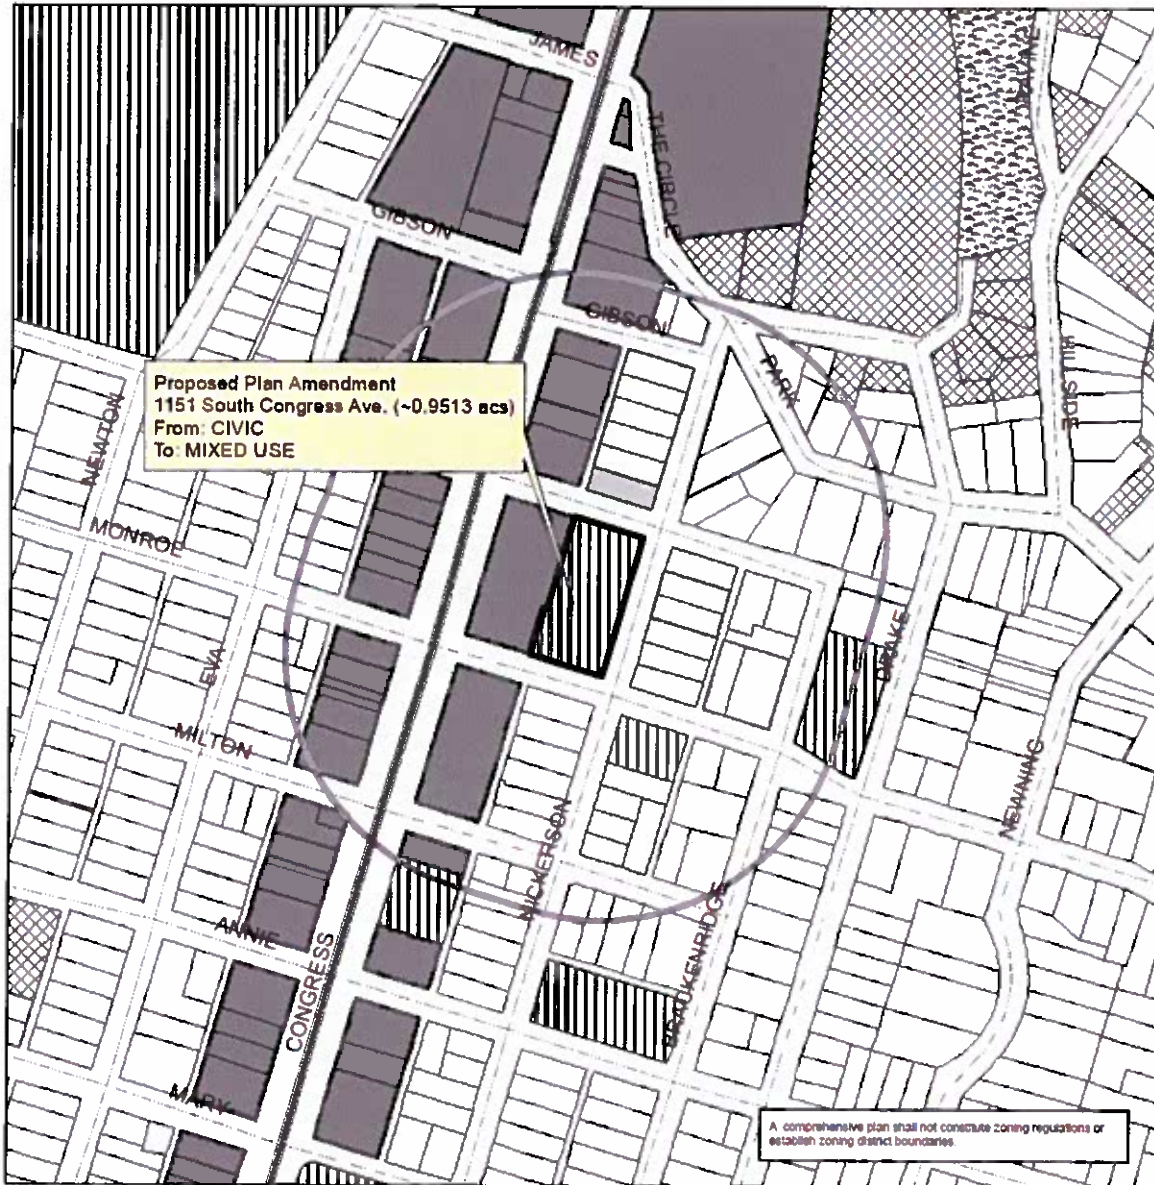 JAMES
THE CIRCLE
GIBSON
GIBSON
PARK
HILLSIDE
Proposed Plan Amendment
1151 South Congress Ave. (~0.9513 acs)
From: CIVIC
To: MIXED USE
NEWTON
MONROE
EVA
DRAKE
MILTON
NEWNING
NICKERSON
BRAUKENRIDGE
ANNIE
CONGRESS
MARY
A comprehensive plan shall not constitute zoning regulations or
establish zoning district boundaries.